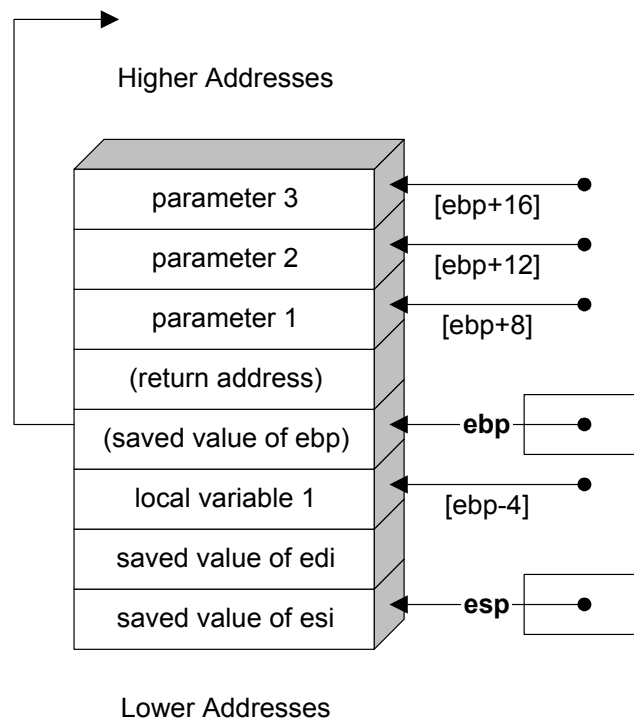 Higher Addresses
parameter 3
[ebp+16]
parameter 2
[ebp+12]
parameter 1
[ebp+8]
(return address)
(saved value of ebp)
ebp
local variable 1
[ebp-4]
saved value of edi
saved value of esi
esp
Lower Addresses